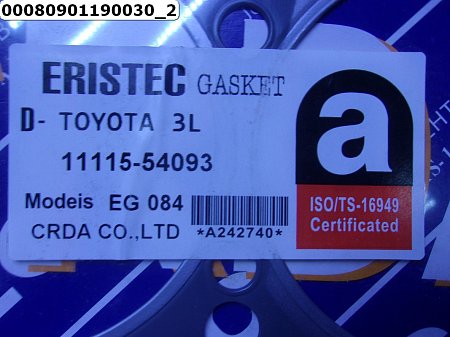 00080901190030_2
ERISTEC GASKET
D- TOYOTA 3L
11115-54093
Modeis EG 084
CRDA CO.,LTD *A242740*
a
ISO/TS-16949
Certificated